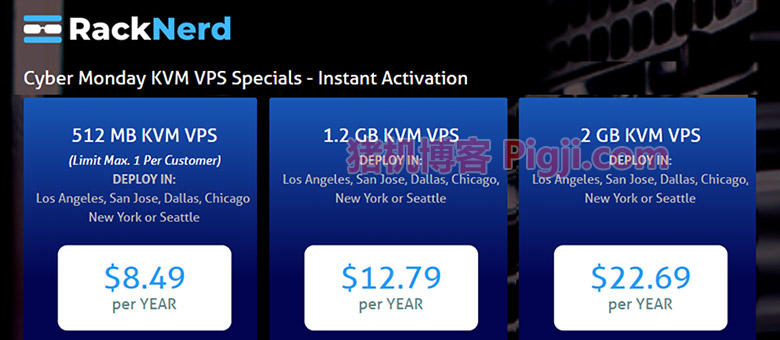 RackNerd
Cyber Monday KVM VPS Specials - Instant Activation
512 MB KVM VPS
(Limit Max. 1 Per Customer)
DEPLOY IN:
Los Angeles, San Jose, Dallas, Chicago
New York or Seattle
$8.49
per YEAR
1.2 GB KVM VPS
DEPLOY IN:
Los Angeles, San Jose, Dallas, Chicago,
New York or Seattle
$12.79
per YEAR
2 GB KVM VPS
DEPLOY IN:
Los Angeles, San Jose, Dallas, Chicago,
New York or Seattle
$22.69
per YEAR
猪机博客 Pigji.com